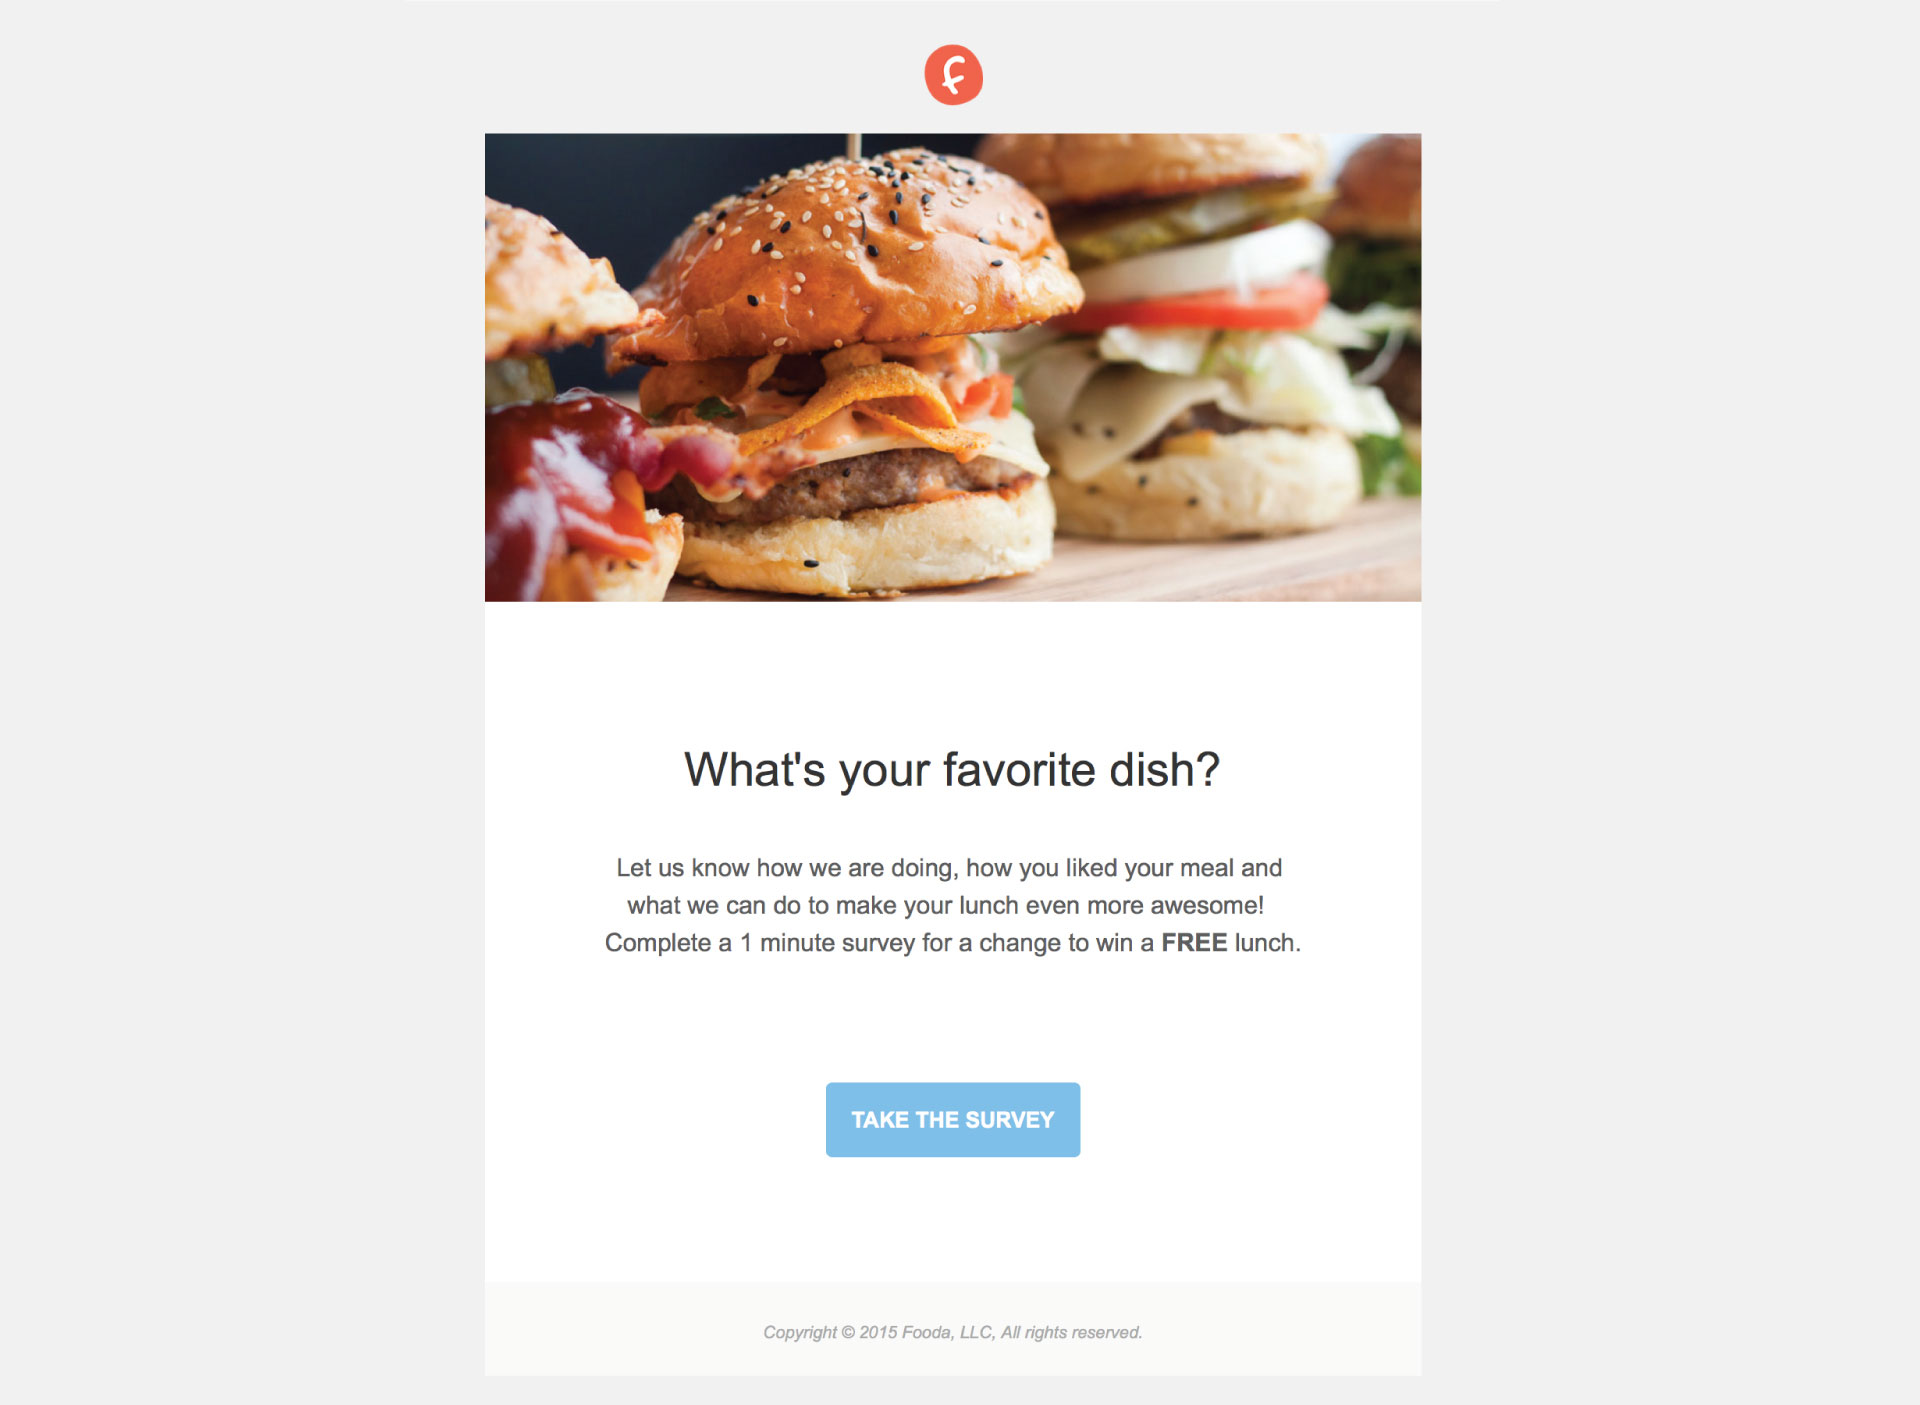 f
What's your favorite dish?
Let us know how we are doing, how you liked your meal and
what we can do to make your lunch even more awesome!
Complete a 1 minute survey for a change to win a FREE lunch.
TAKE THE SURVEY
Copyright © 2015 Fooda, LLC, All rights reserved.